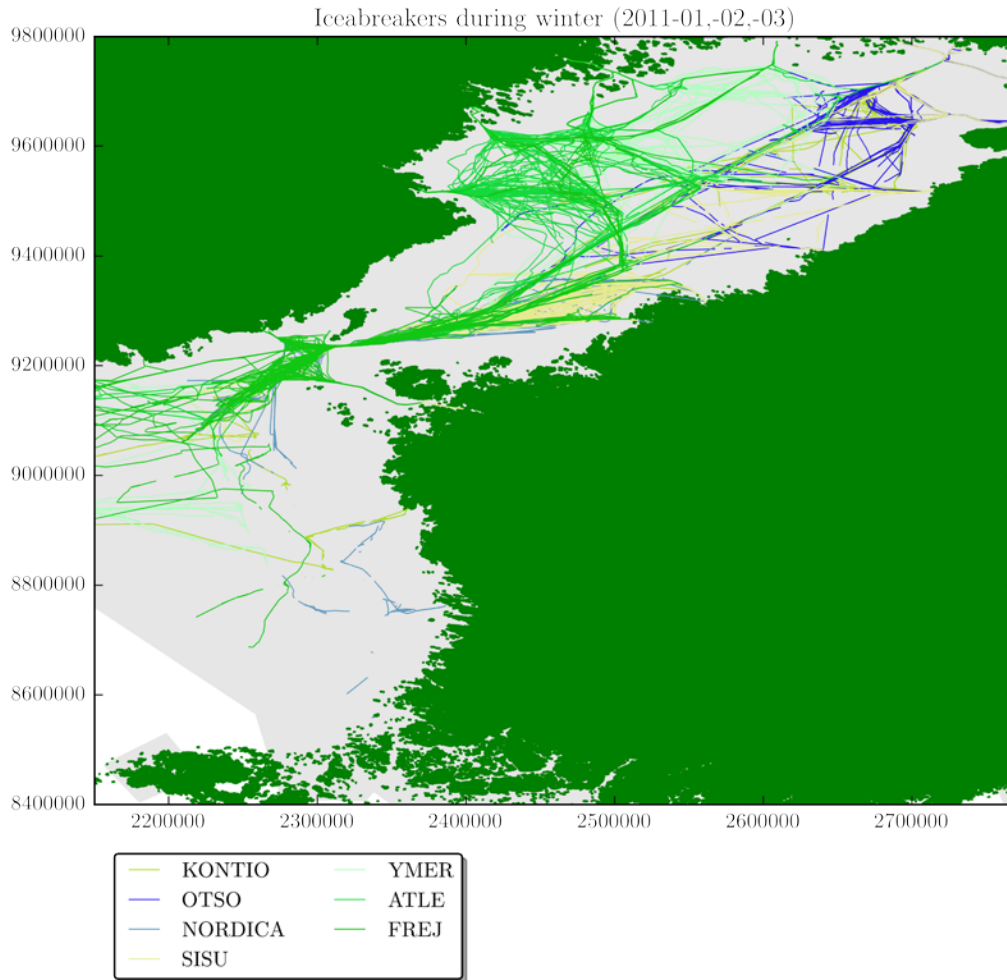 Iceabreakers during winter (2011-01,-02,-03)
9800000
9600000
9400000
9200000
9000000
8800000
8600000
8400000
2200000 2300000 2400000 2500000 2600000 2700000
KONTIO YMER
OTSO ATLE
NORDICA FREJ
SISU